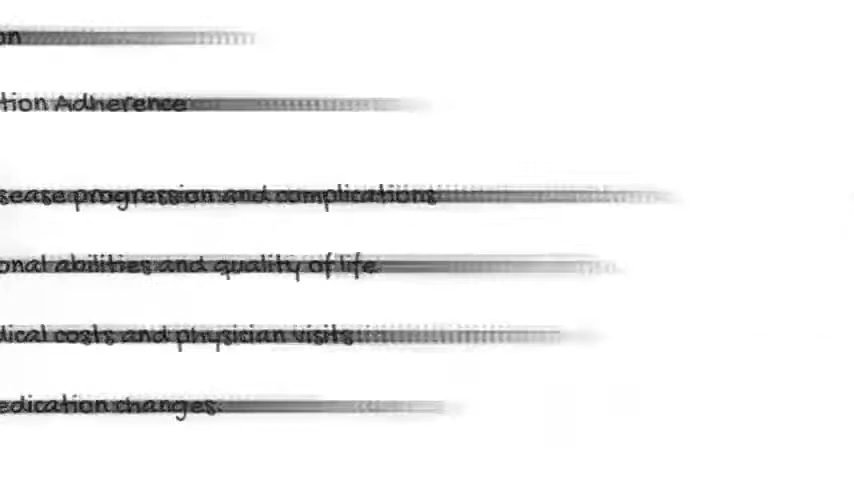 on
tion Adherence
sease progression and complications
onal abilities and quality of life
dical costs and physician visits
edication changes.